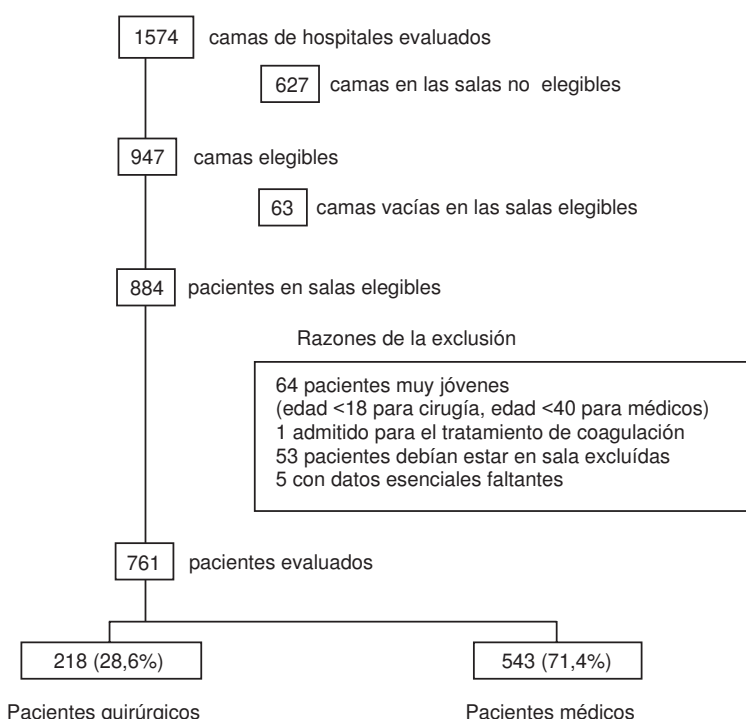 1574 camas de hospitales evaluados
627 camas en las salas no elegibles
947 camas elegibles
63 camas vacías en las salas elegibles
884 pacientes en salas elegibles
Razones de la exclusión
64 pacientes muy jóvenes
(edad <18 para cirugía, edad <40 para médicos)
1 admitido para el tratamiento de coagulación
53 pacientes debían estar en sala excluídas
5 con datos esenciales faltantes
761 pacientes evaluados
218 (28,6%) 543 (71,4%)
Pacientes quirúrgicos Pacientes médicos